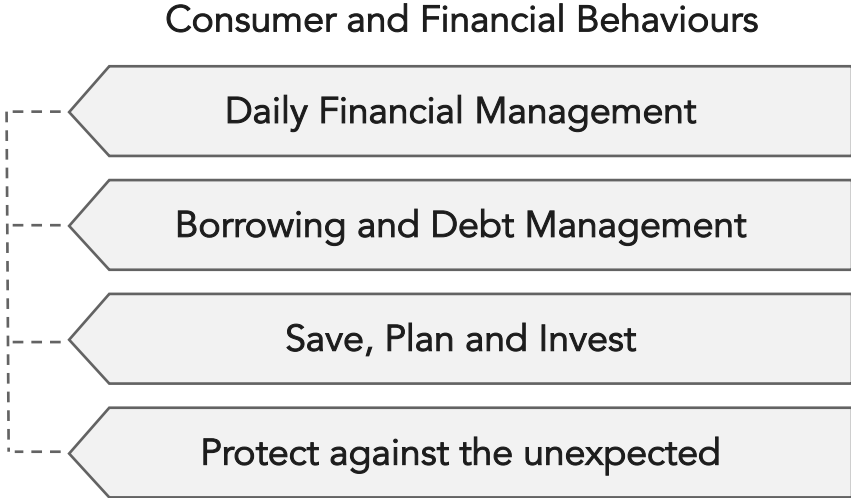 Consumer and Financial Behaviours
Daily Financial Management
Borrowing and Debt Management
Save, Plan and Invest
Protect against the unexpected